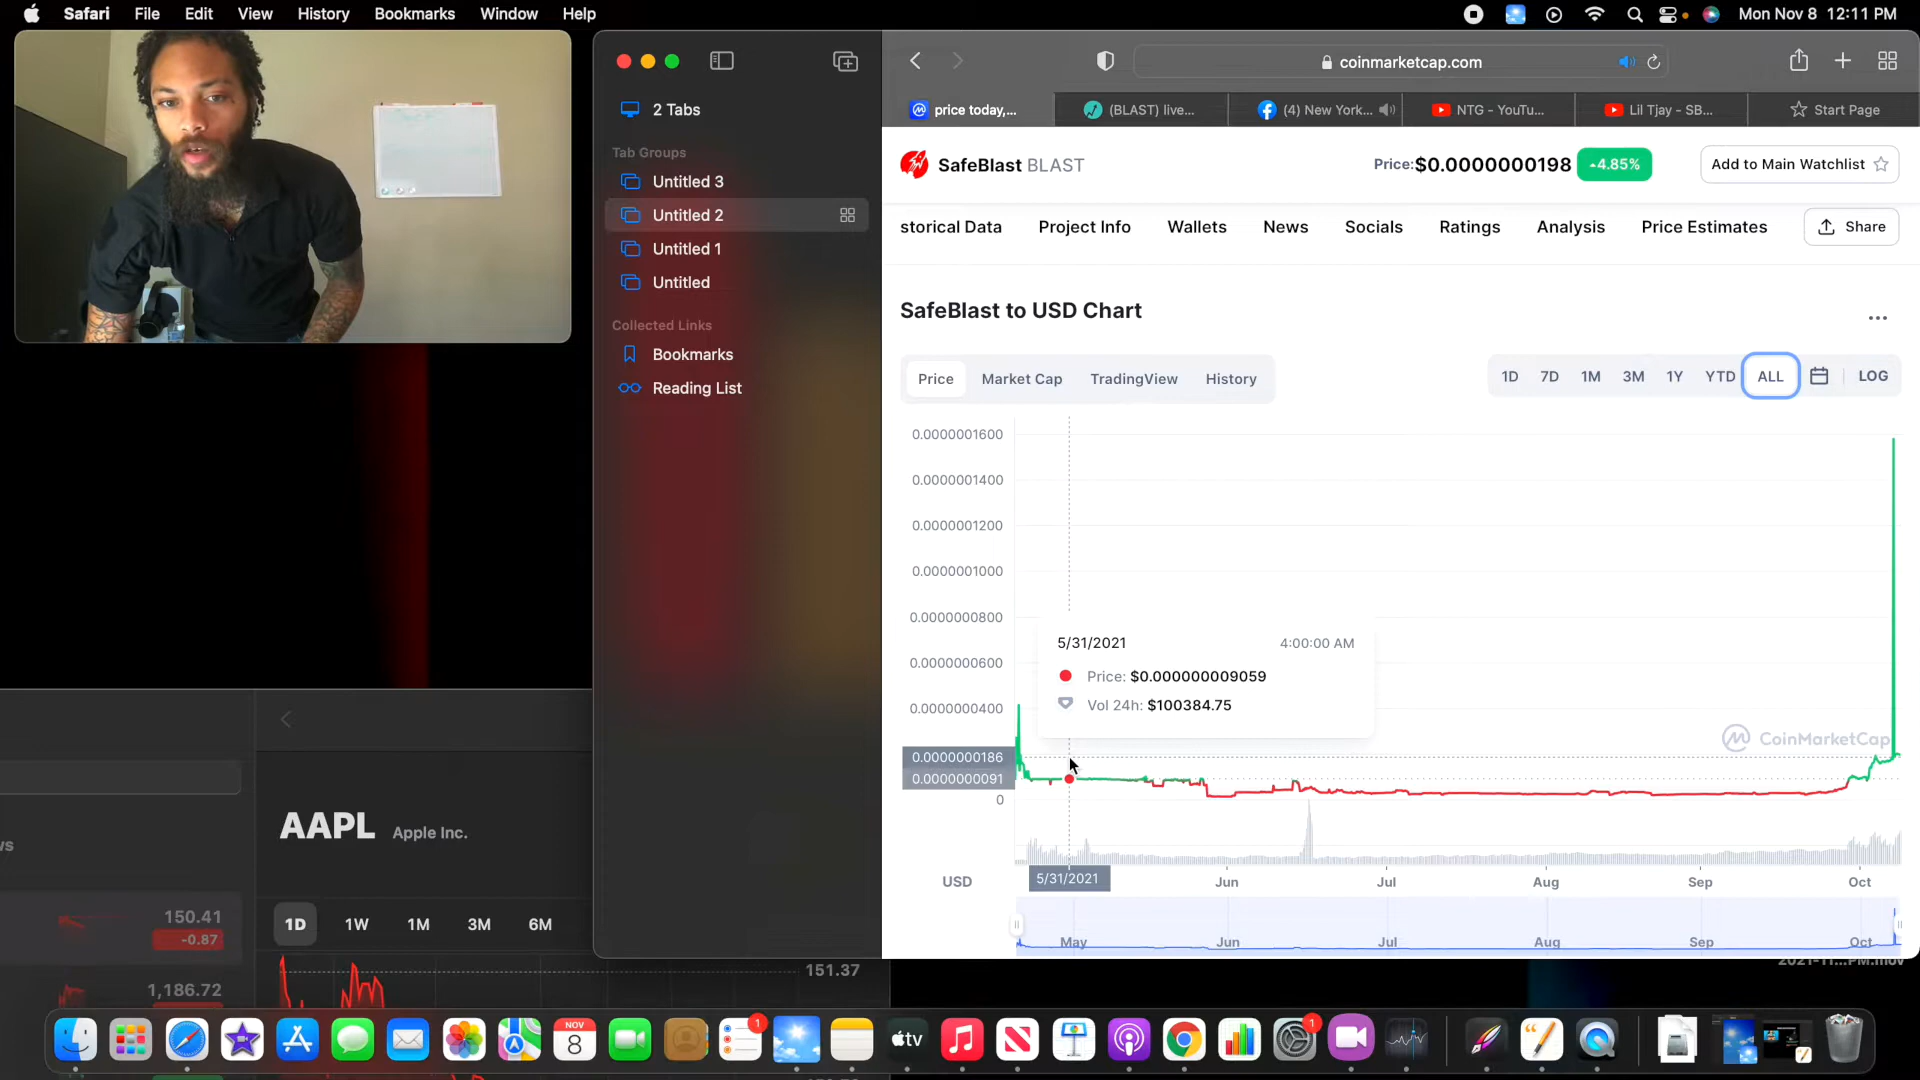 Safari File Edit View History Bookmarks Window Help
Mon Nov 8 12:11 PM
coinmarketcap.com
2 Tabs
Tab Groups
Untitled 3
Untitled 2
Untitled 1
Untitled
Collected Links
Bookmarks
Reading List
price today,...
(BLAST) live...
(4) New York...
NTG - YouTu...
Lil Tjay - SB...
Start Page
SafeBlast BLAST
Price:$0.0000000198
4.85%
Add to Main Watchlist
storical Data Project Info Wallets News Socials Ratings Analysis Price Estimates
Share
SafeBlast to USD Chart
Price Market Cap TradingView History
1D 7D 1M 3M 1Y YTD ALL LOG
0.0000001600
0.0000001400
0.0000001200
0.0000001000
0.0000000800
0.0000000600
0.0000000400
0.0000000186
0.0000000091
0
5/31/2021 4:00:00 AM
Price: $0.000000009059
Vol 24h: $100384.75
CoinMarketCap
USD
5/31/2021
Jun Jul Aug Sep Oct
May Jun Jul Aug Sep Oct
AAPL Apple Inc.
150.41
-0.87
1D 1W 1M 3M 6M
151.37
1,186.72
NOV
8
1
tv
1